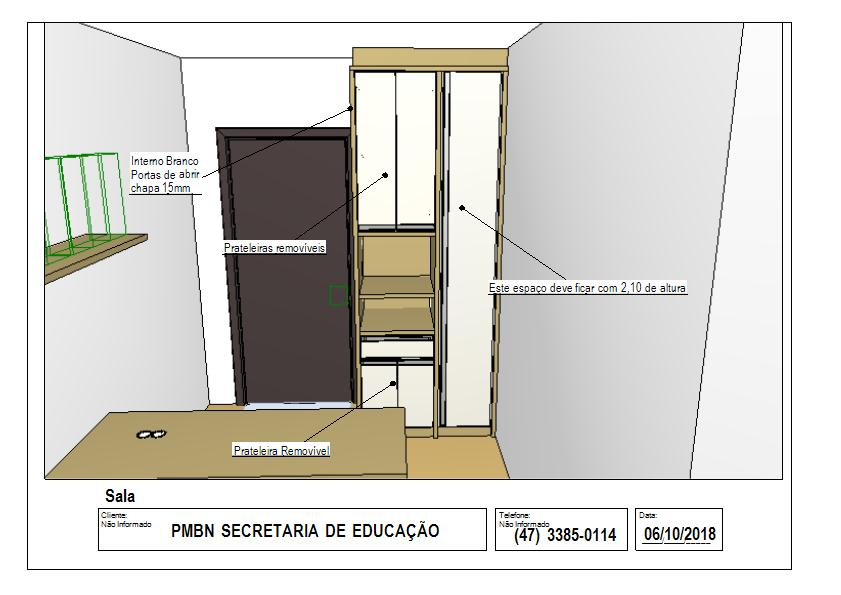 Interno Branco
Portas de abrir
chapa 15mm
Prateleiras removíveis
Este espaço deve ficar com 2,10 de altura
Prateleira Removível
Sala
Cliente:
Não Informado
PMBN SECRETARIA DE EDUCAÇÃO
Telefone:
Não Informado
(47) 3385-0114
Data:
06/10/2018